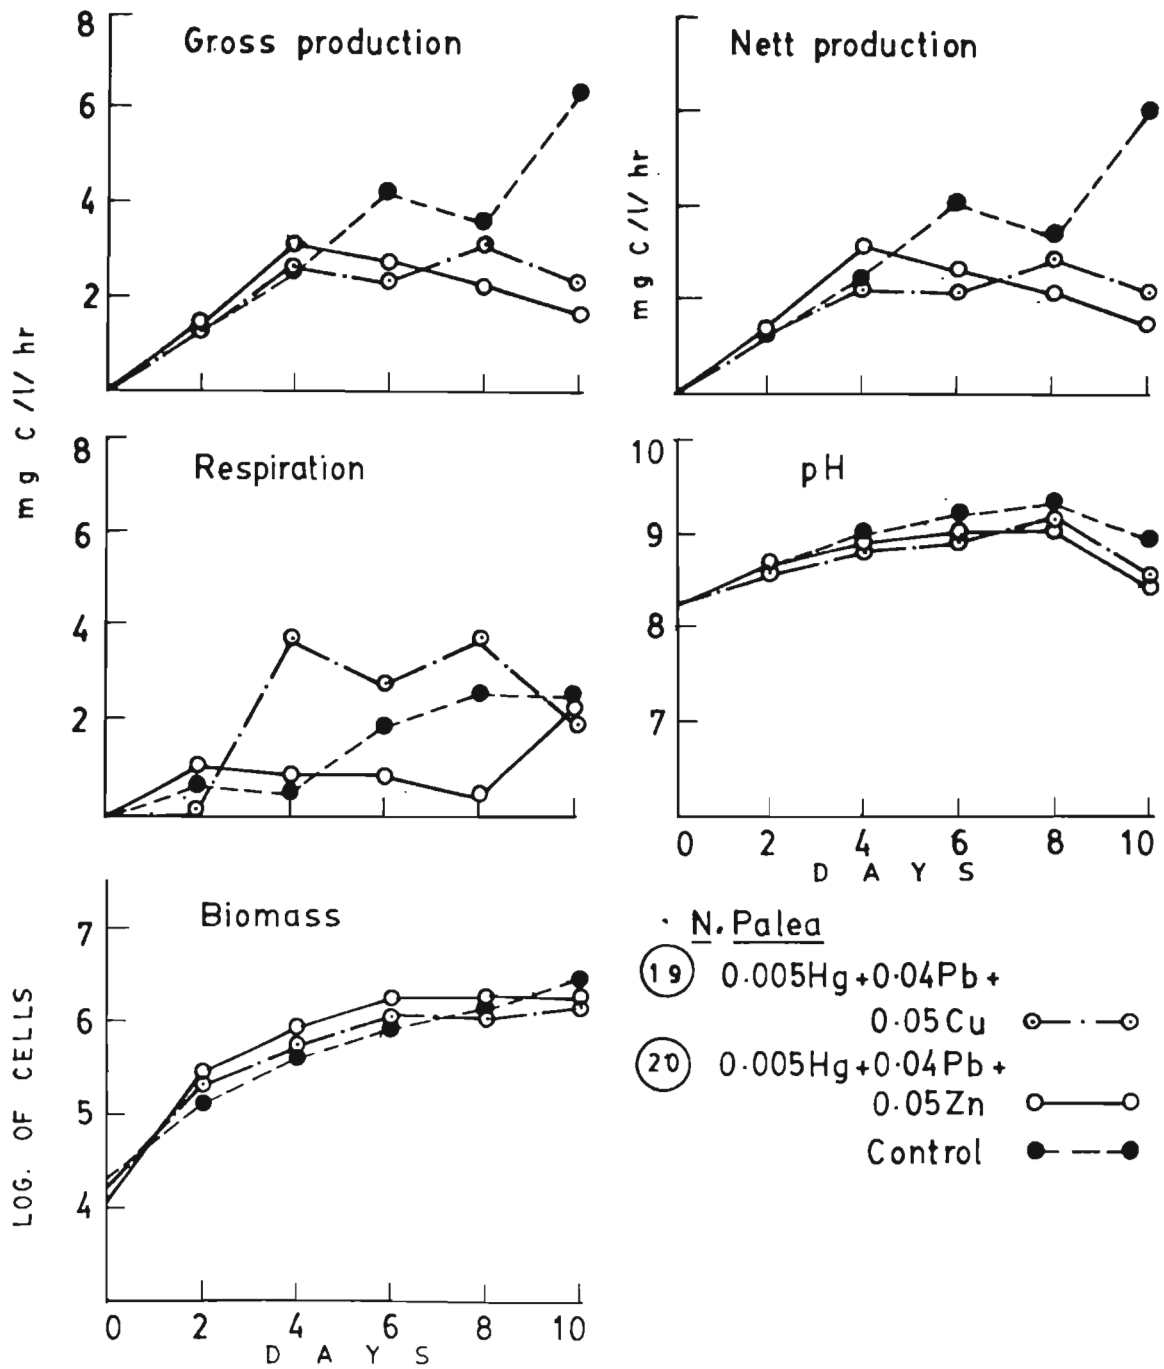 Gross production
8
6
4
2
mg C/l/hr
Nett production
mg C/l/hr
Respiration
8
6
4
2
pH
10
9
8
7
0 2 4 6 8 10
DAYS
Biomass
7
6
5
4
LOG. OF CELLS
0 2 4 6 8 10
DAYS
N. Palea
19 0.005Hg+0.04Pb+
0.05Cu
20 0.005Hg+0.04Pb+
0.05Zn
Control